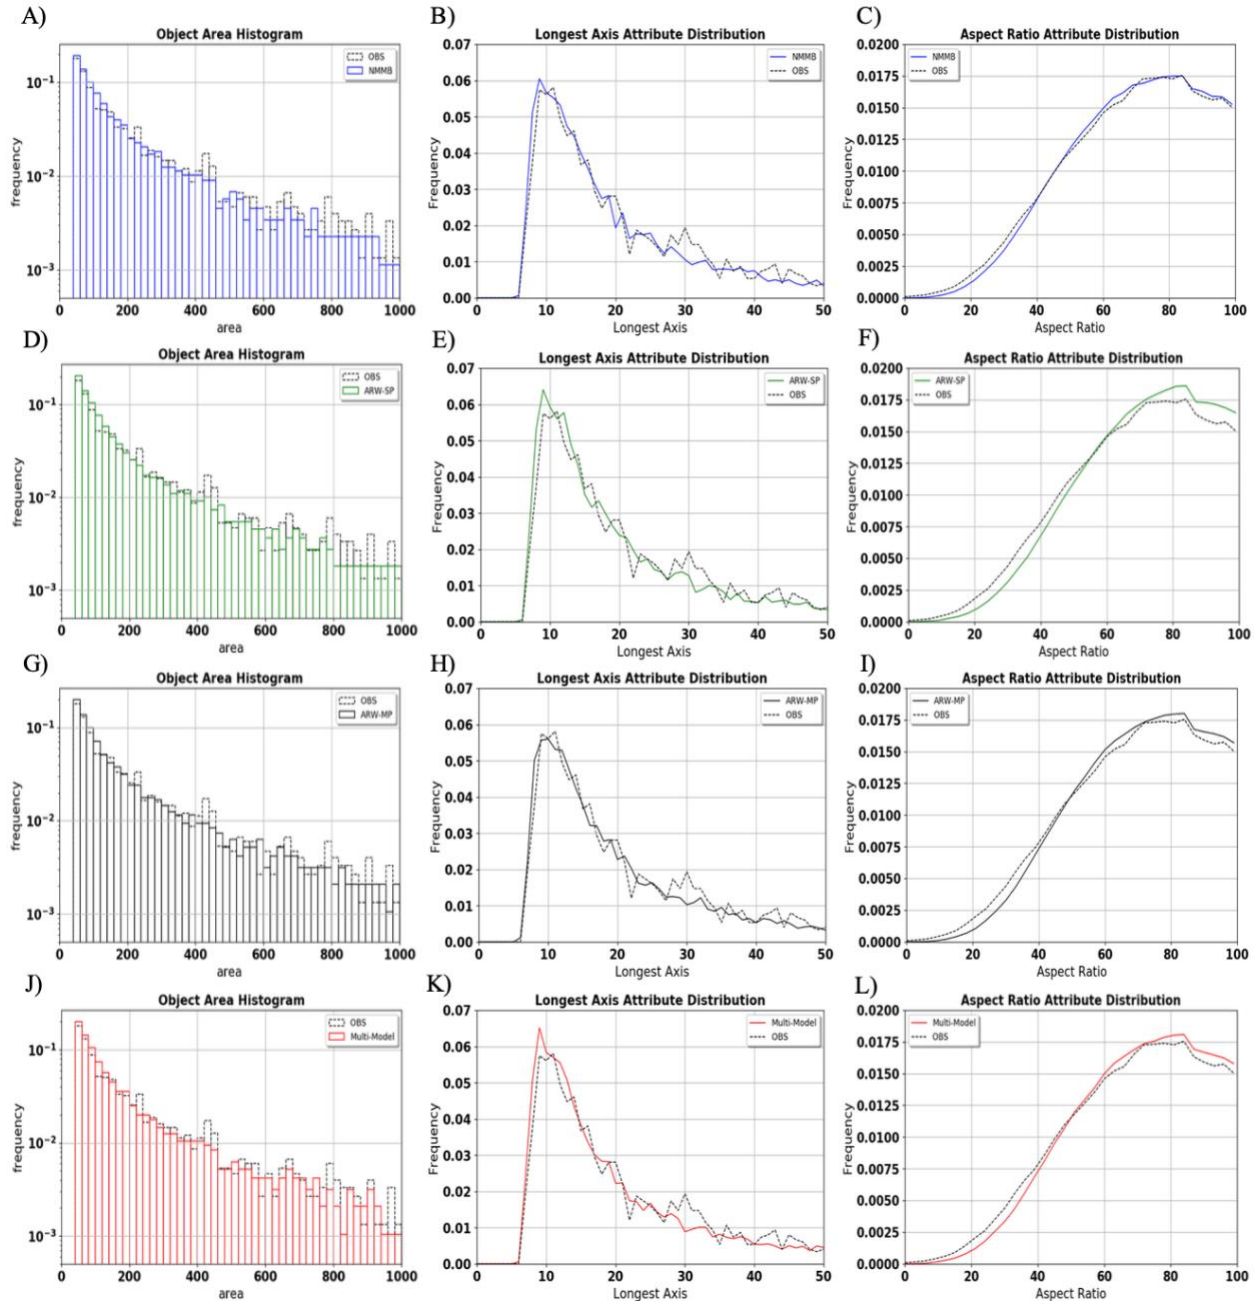 A)
Object Area Histogram
OBS
NMMB
10⁻¹
10⁻²
10⁻³
frequency
0 200 400 600 800 1000
area
B)
Longest Axis Attribute Distribution
NMMB
OBS
0.07
0.06
0.05
0.04
0.03
0.02
0.01
0.00
Frequency
0 10 20 30 40 50
Longest Axis
C)
Aspect Ratio Attribute Distribution
NMMB
OBS
0.0200
0.0175
0.0150
0.0125
0.0100
0.0075
0.0050
0.0025
0.0000
Frequency
0 20 40 60 80 100
Aspect Ratio
D)
Object Area Histogram
OBS
ARW-SP
10⁻¹
10⁻²
10⁻³
frequency
0 200 400 600 800 1000
area
E)
Longest Axis Attribute Distribution
ARW-SP
OBS
0.07
0.06
0.05
0.04
0.03
0.02
0.01
0.00
Frequency
0 10 20 30 40 50
Longest Axis
F)
Aspect Ratio Attribute Distribution
ARW-SP
OBS
0.0200
0.0175
0.0150
0.0125
0.0100
0.0075
0.0050
0.0025
0.0000
Frequency
0 20 40 60 80 100
Aspect Ratio
G)
Object Area Histogram
OBS
ARW-MP
10⁻¹
10⁻²
10⁻³
frequency
0 200 400 600 800 1000
area
H)
Longest Axis Attribute Distribution
ARW-MP
OBS
0.07
0.06
0.05
0.04
0.03
0.02
0.01
0.00
Frequency
0 10 20 30 40 50
Longest Axis
I)
Aspect Ratio Attribute Distribution
ARW-MP
OBS
0.0200
0.0175
0.0150
0.0125
0.0100
0.0075
0.0050
0.0025
0.0000
Frequency
0 20 40 60 80 100
Aspect Ratio
J)
Object Area Histogram
OBS
Multi-Model
10⁻¹
10⁻²
10⁻³
frequency
0 200 400 600 800 1000
area
K)
Longest Axis Attribute Distribution
Multi-Model
OBS
0.07
0.06
0.05
0.04
0.03
0.02
0.01
0.00
Frequency
0 10 20 30 40 50
Longest Axis
L)
Aspect Ratio Attribute Distribution
Multi-Model
OBS
0.0200
0.0175
0.0150
0.0125
0.0100
0.0075
0.0050
0.0025
0.0000
Frequency
0 20 40 60 80 100
Aspect Ratio